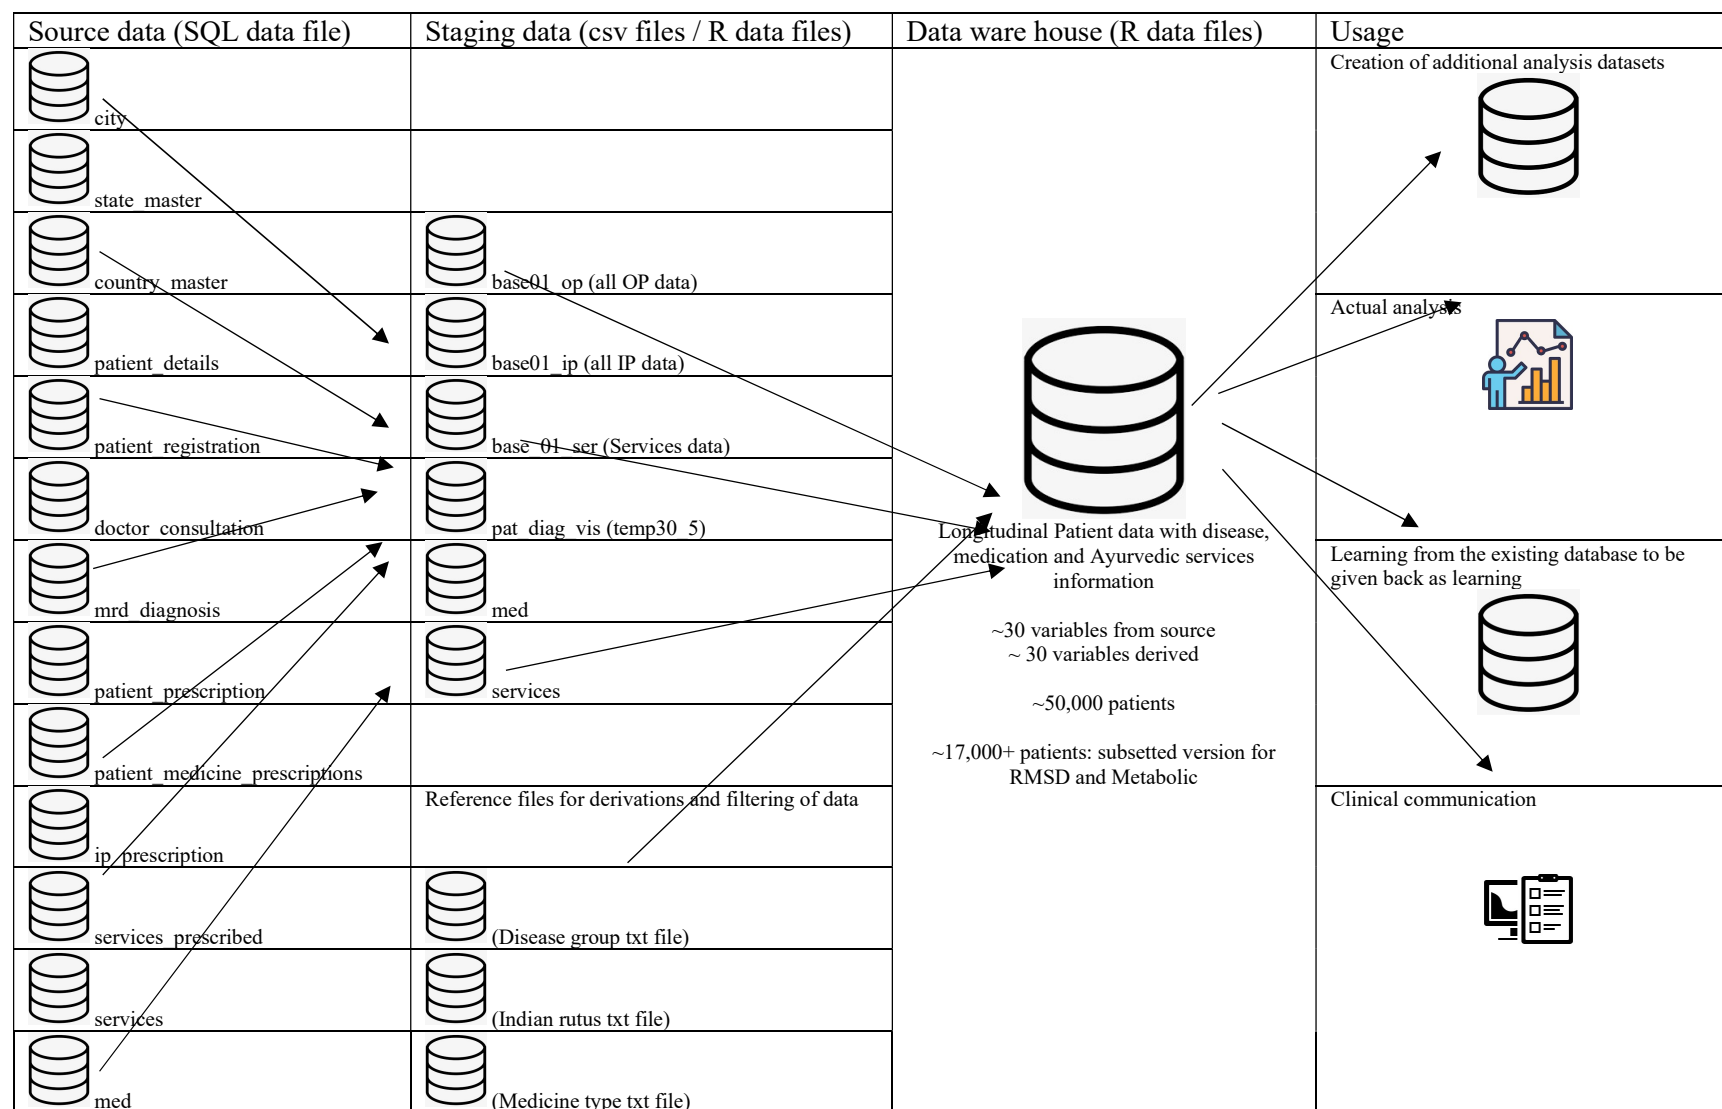 Source data (SQL data file)
Staging data (csv files / R data files)
Data ware house (R data files)
Usage
city
state_master
country_master
patient_details
patient_registration
doctor_consultation
mrd_diagnosis
patient_prescription
patient_medicine_prescriptions
ip_prescription
services_prescribed
services
med
base01_op (all OP data)
base01_ip (all IP data)
base_01_ser (Services data)
pat_diag_vis (temp30_5)
med
services
Reference files for derivations and filtering of data
(Disease group txt file)
(Indian rutus txt file)
(Medicine type txt file)
Longitudinal Patient data with disease,
medication and Ayurvedic services
information
~30 variables from source
~ 30 variables derived
~50,000 patients
~17,000+ patients: subsetted version for
RMSD and Metabolic
Creation of additional analysis datasets
Actual analysis
Learning from the existing database to be
given back as learning
Clinical communication